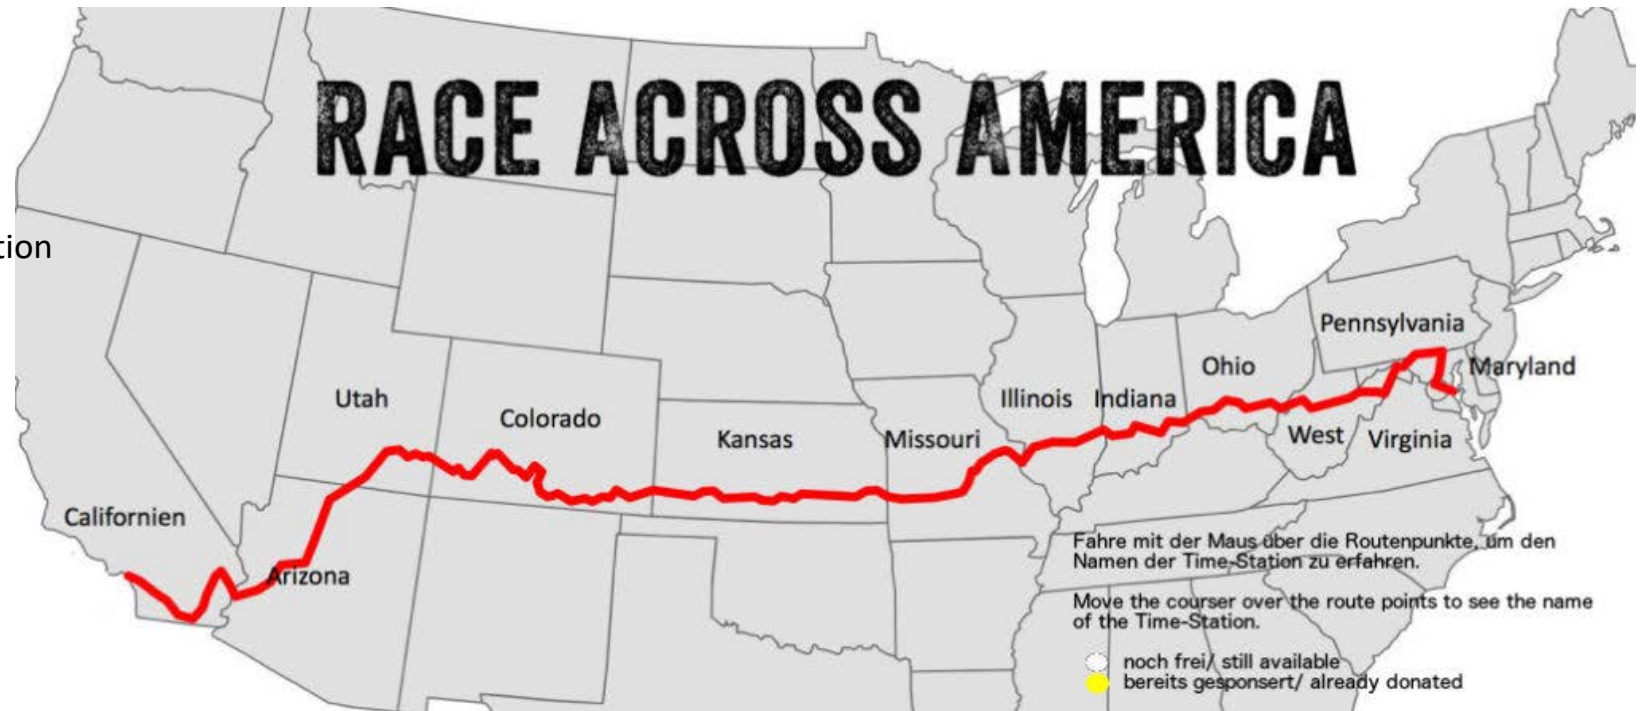 RACE ACROSS AMERICA
tion
Pennsylvania
Maryland
Ohio
Utah
Illinois
Indiana
Colorado
Kansas
Missouri
West
Virginia
Californien
Arizona
Fahre mit der Maus über die Routenpunkte, um den
Namen der Time-Station zu erfahren.
Move the courser over the route points to see the name
of the Time-Station.
noch frei/ still available
bereits gesponsert/ already donated